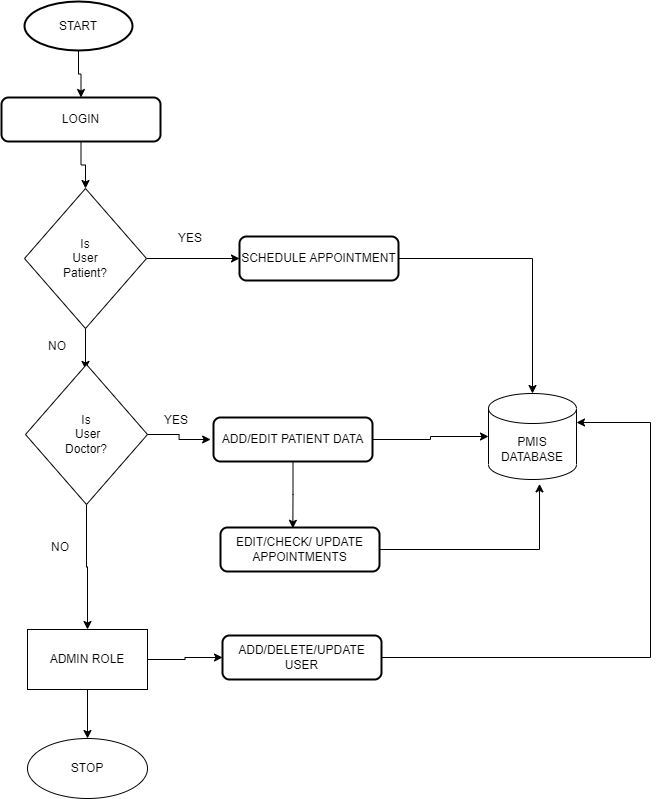 START
LOGIN
Is
User
Patient?
YES
SCHEDULE APPOINTMENT
NO
Is
User
Doctor?
YES
ADD/EDIT PATIENT DATA
PMIS
DATABASE
EDIT/CHECK/ UPDATE
APPOINTMENTS
NO
ADMIN ROLE
ADD/DELETE/UPDATE
USER
STOP